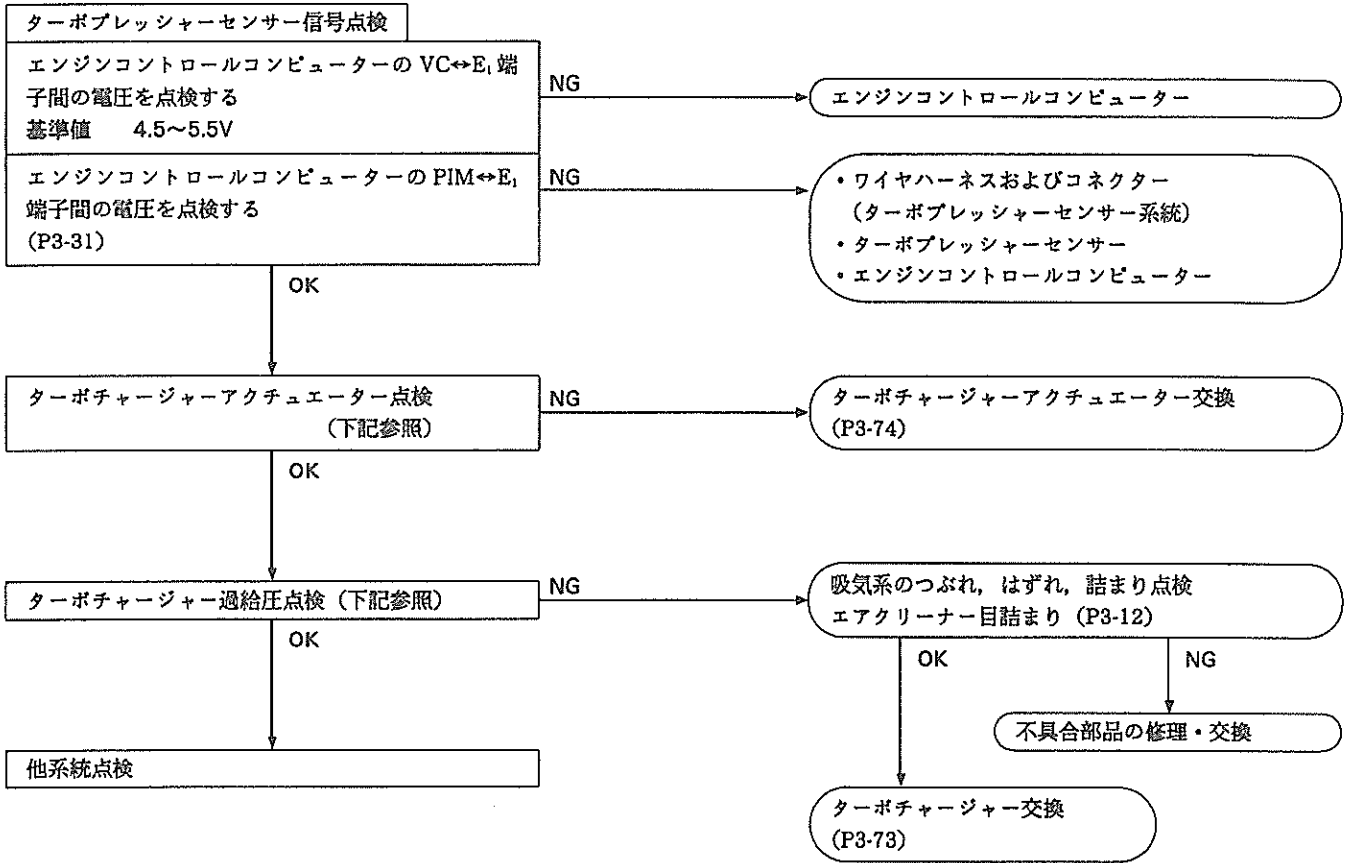 ターボプレッシャーセンサー信号点検
エンジンコントロールコンピューターの VC↔E₁ 端
子間の電圧を点検する
基準値 4.5～5.5V
NG
エンジンコントロールコンピューター
エンジンコントロールコンピューターの PIM↔E₁
端子間の電圧を点検する
(P3-31)
NG
・ワイヤハーネスおよびコネクター
(ターボプレッシャーセンサー系統)
・ターボプレッシャーセンサー
・エンジンコントロールコンピューター
OK
ターボチャージャーアクチュエーター点検
(下記参照)
NG
ターボチャージャーアクチュエーター交換
(P3-74)
OK
ターボチャージャー過給圧点検 (下記参照)
NG
吸気系のつぶれ, はずれ, 詰まり点検
エアクリーナー目詰まり (P3-12)
OK
OK
NG
不具合部品の修理・交換
他系統点検
ターボチャージャー交換
(P3-73)